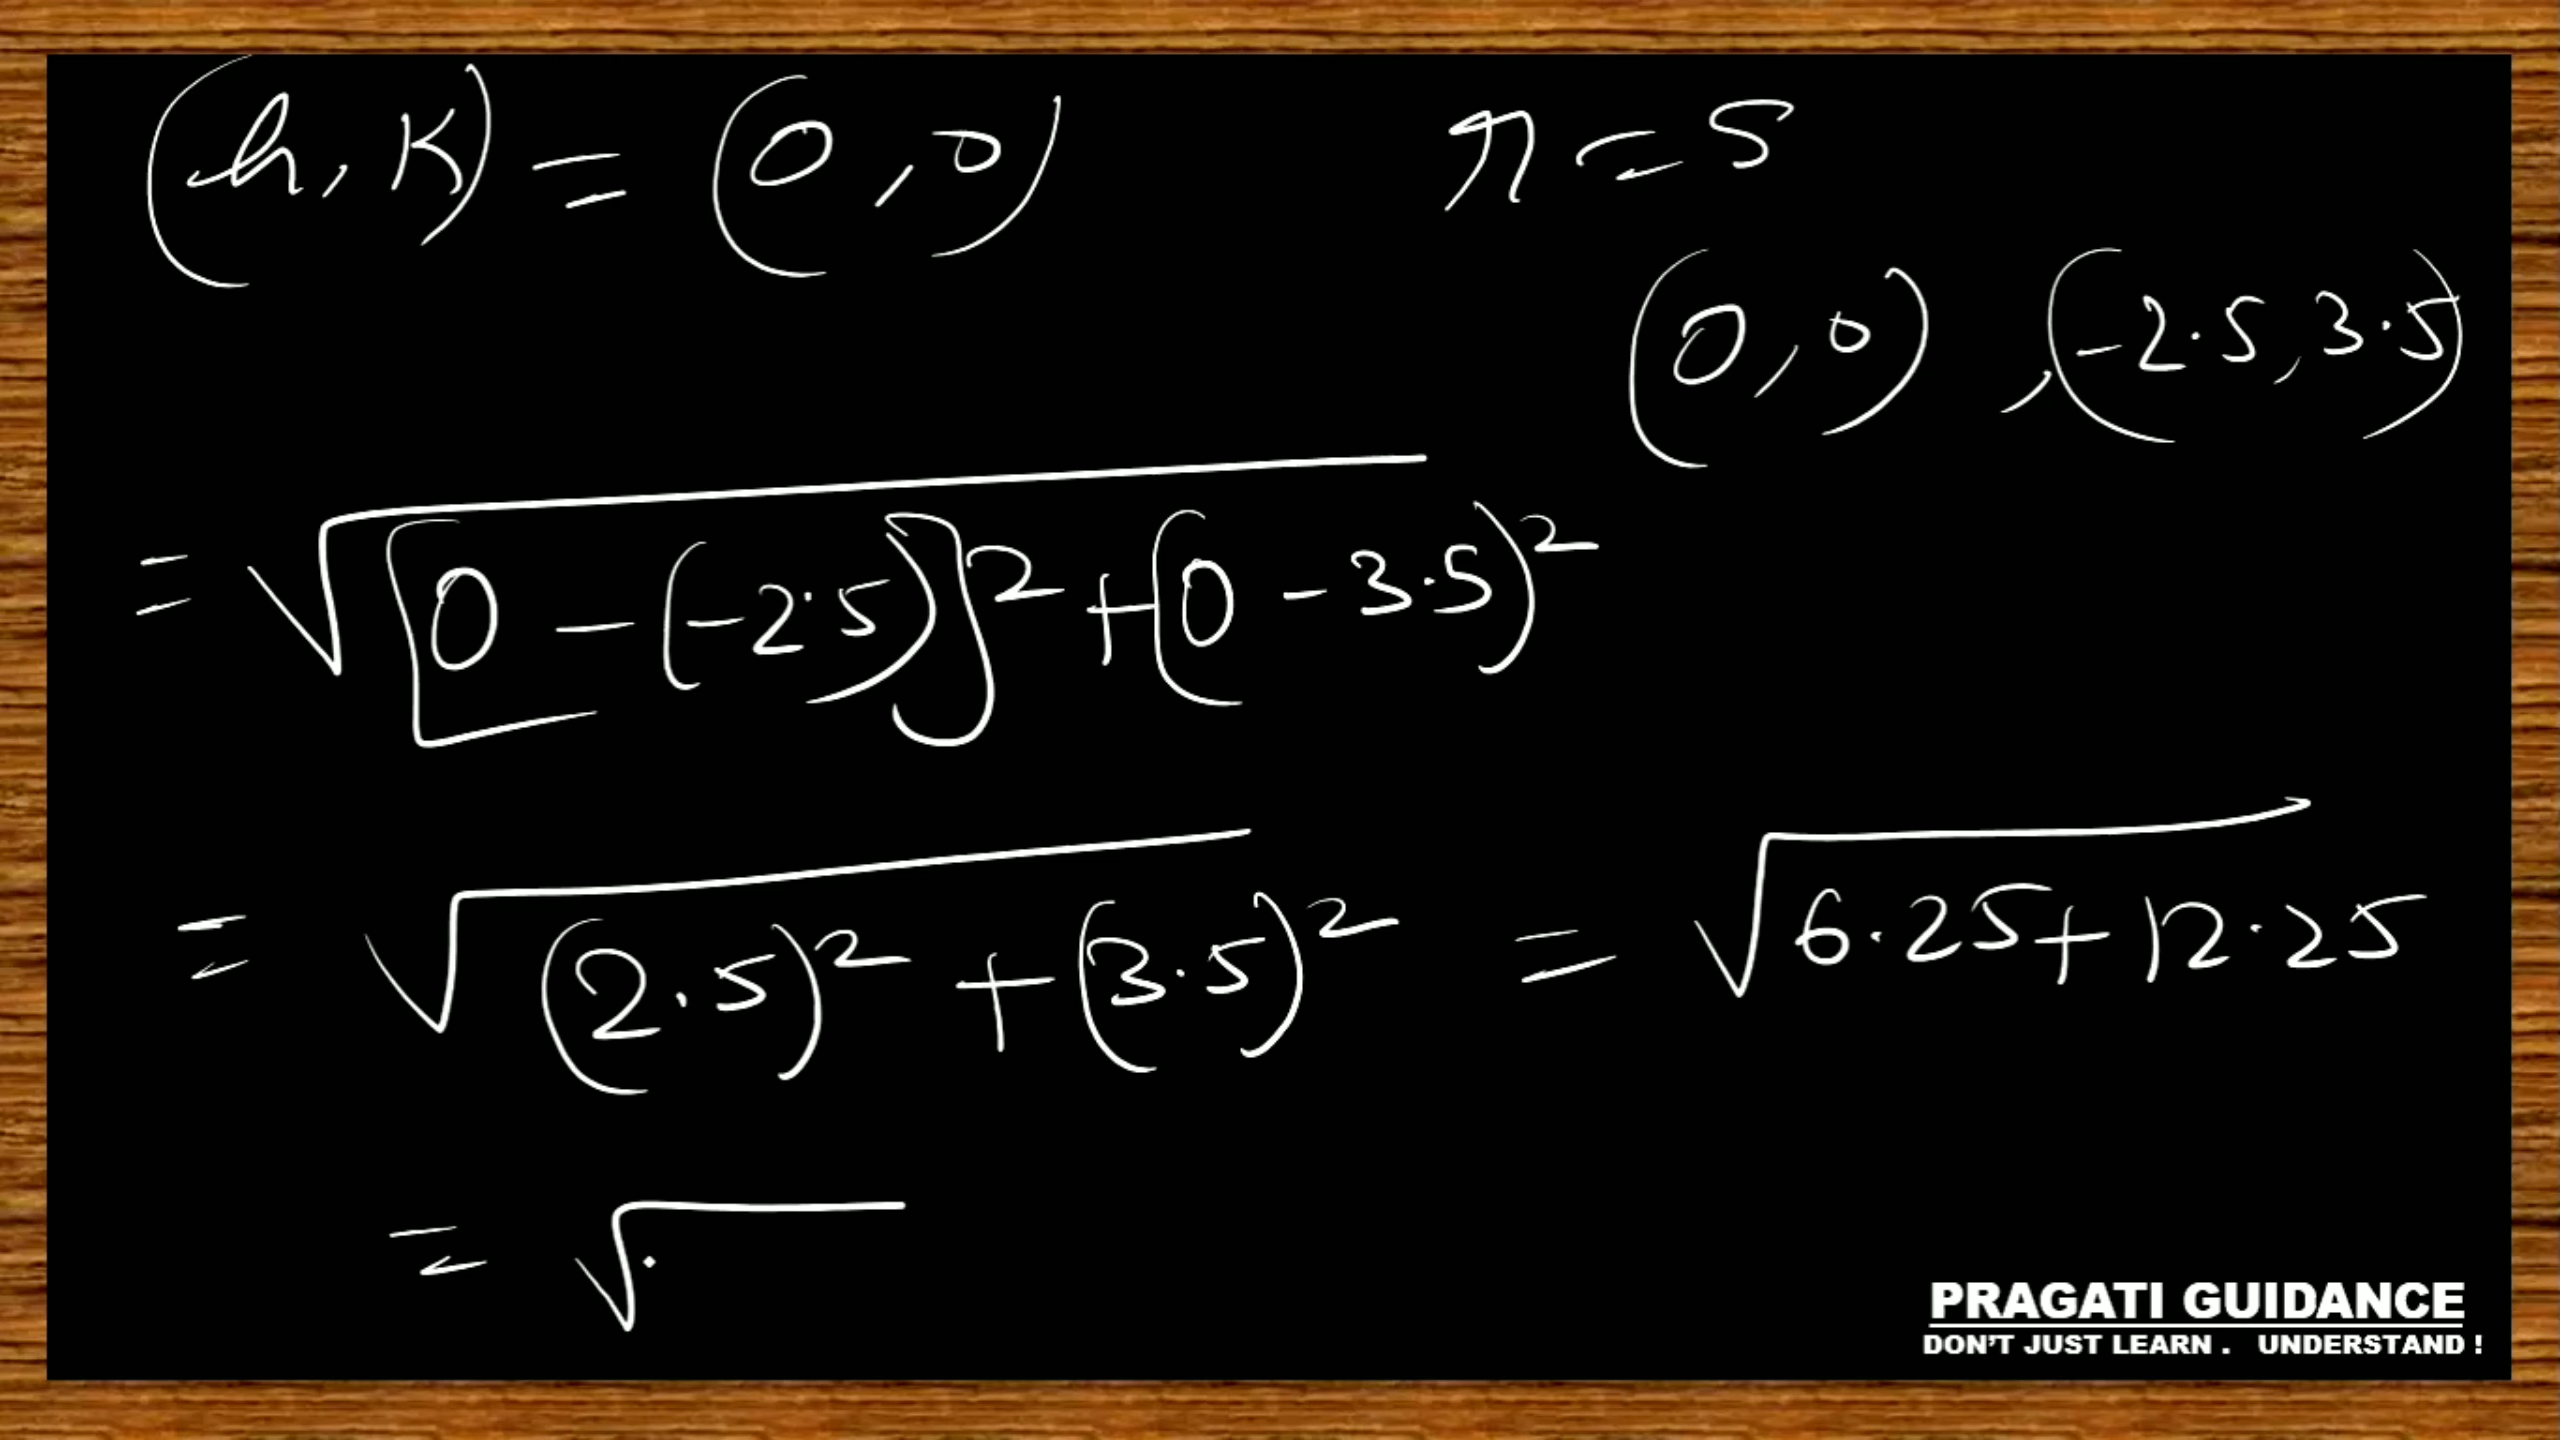 (h, k) = (0, 0) r = 5
(0, 0), (-2.5, 3.5)
= √[0 - (-2.5)]² + (0 - 3.5)²
= √(2.5)² + (3.5)² = √6.25 + 12.25
= √
PRAGATI GUIDANCE
DON'T JUST LEARN. UNDERSTAND!